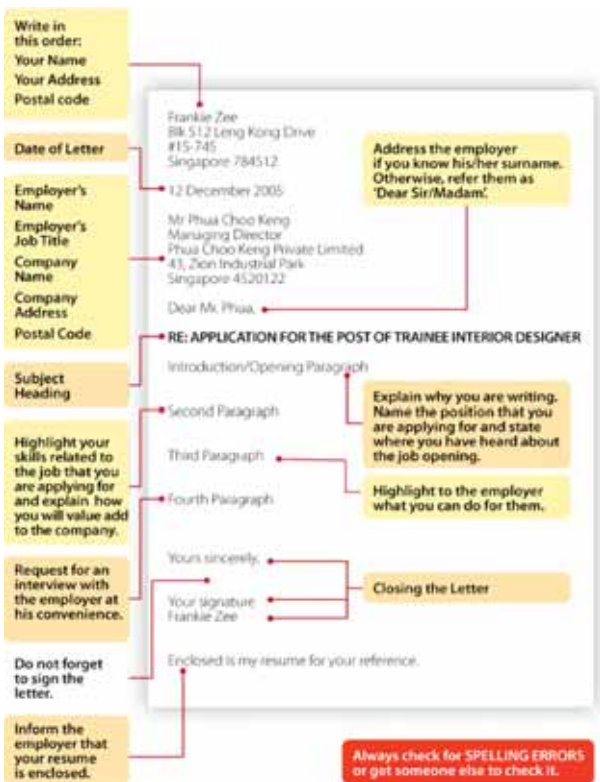 Write in
this order:
Your Name
Your Address
Postal code
Date of Letter
Employer's
Name
Employer's
Job Title
Company
Name
Company
Address
Postal Code
Subject
Heading
Highlight your
skills related to
the job that you
are applying for
and explain how
you will value add
to the company.
Request for an
interview with
the employer at
his convenience.
Do not forget
to sign the
letter.
Inform the
employer that
your resume
is enclosed.
Frankie Zee
Blk 512 Leng Kong Drive
#15-745
Singapore 784512
12 December 2005
Mr Phua Choo Keng
Managing Director
Phua Choo Keng Private Limited
43, Zion Industrial Park
Singapore 4520122
Dear Mr. Phua,
RE: APPLICATION FOR THE POST OF TRAINEE INTERIOR DESIGNER
Introduction/Opening Paragraph
Second Paragraph
Third Paragraph
Fourth Paragraph
Yours sincerely,
Your signature
Frankie Zee
Enclosed is my resume for your reference.
Address the employer
if you know his/her surname.
Otherwise, refer them as
'Dear Sir/Madam'.
Explain why you are writing.
Name the position that you
are applying for and state
where you have heard about
the job opening.
Highlight to the employer
what you can do for them.
Closing the Letter
Always check for SPELLING ERRORS
or get someone else to check it.